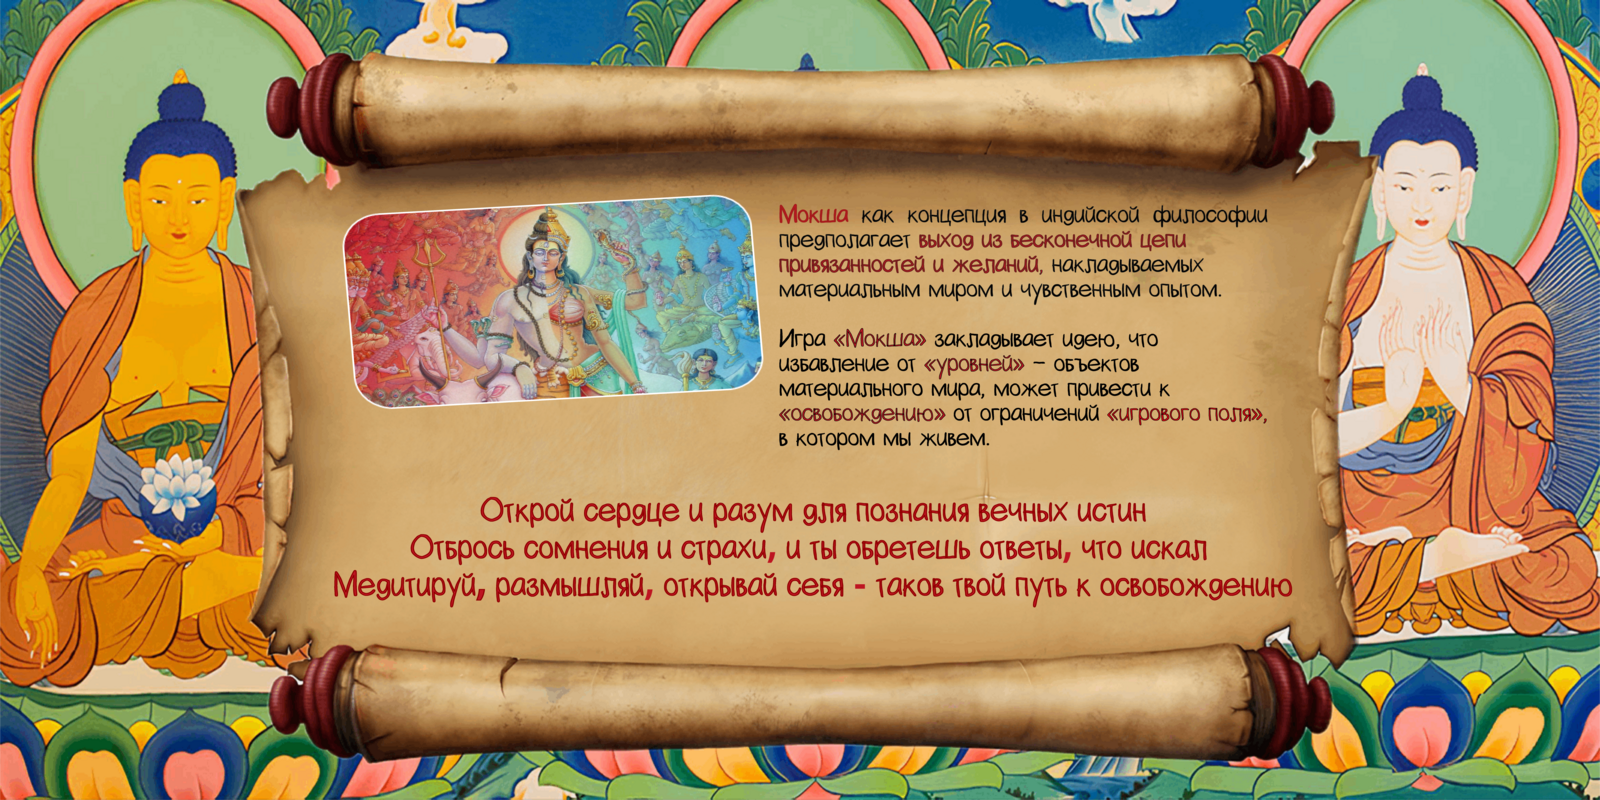 Мокша как концепция в индийской философии
предполагает выход из бесконечной цепи
привязанностей и желаний, накладываемых
материальным миром и чувственным опытом.
Игра «Мокша» закладывает идею, что
избавление от «уровней» – объектов
материального мира, может привести к
«освобождению» от ограничений «игрового поля»,
в котором мы живем.
Открой сердце и разум для познания вечных истин
Отбрось сомнения и страхи, и ты обретешь ответы, что искал
Медитируй, размышляй, открывай себя - таков твой путь к освобождению